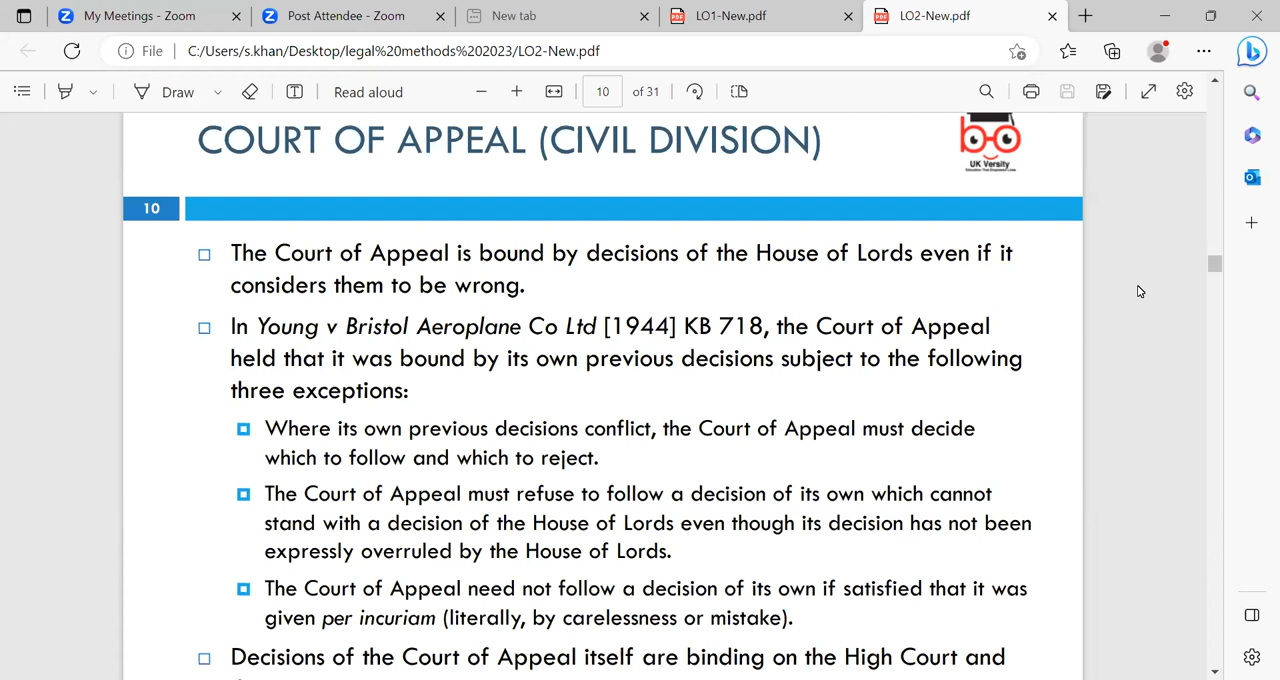 My Meetings - Zoom
Post Attendee - Zoom
New tab
LO1-New.pdf
LO2-New.pdf
File
C:/Users/s.khan/Desktop/legal%20methods%202023/LO2-New.pdf
Draw
Read aloud
10
of 31
COURT OF APPEAL (CIVIL DIVISION)
UK Versity
10
The Court of Appeal is bound by decisions of the House of Lords even if it
considers them to be wrong.
In Young v Bristol Aeroplane Co Ltd [1944] KB 718, the Court of Appeal
held that it was bound by its own previous decisions subject to the following
three exceptions:
Where its own previous decisions conflict, the Court of Appeal must decide
which to follow and which to reject.
The Court of Appeal must refuse to follow a decision of its own which cannot
stand with a decision of the House of Lords even though its decision has not been
expressly overruled by the House of Lords.
The Court of Appeal need not follow a decision of its own if satisfied that it was
given per incuriam (literally, by carelessness or mistake).
Decisions of the Court of Appeal itself are binding on the High Court and